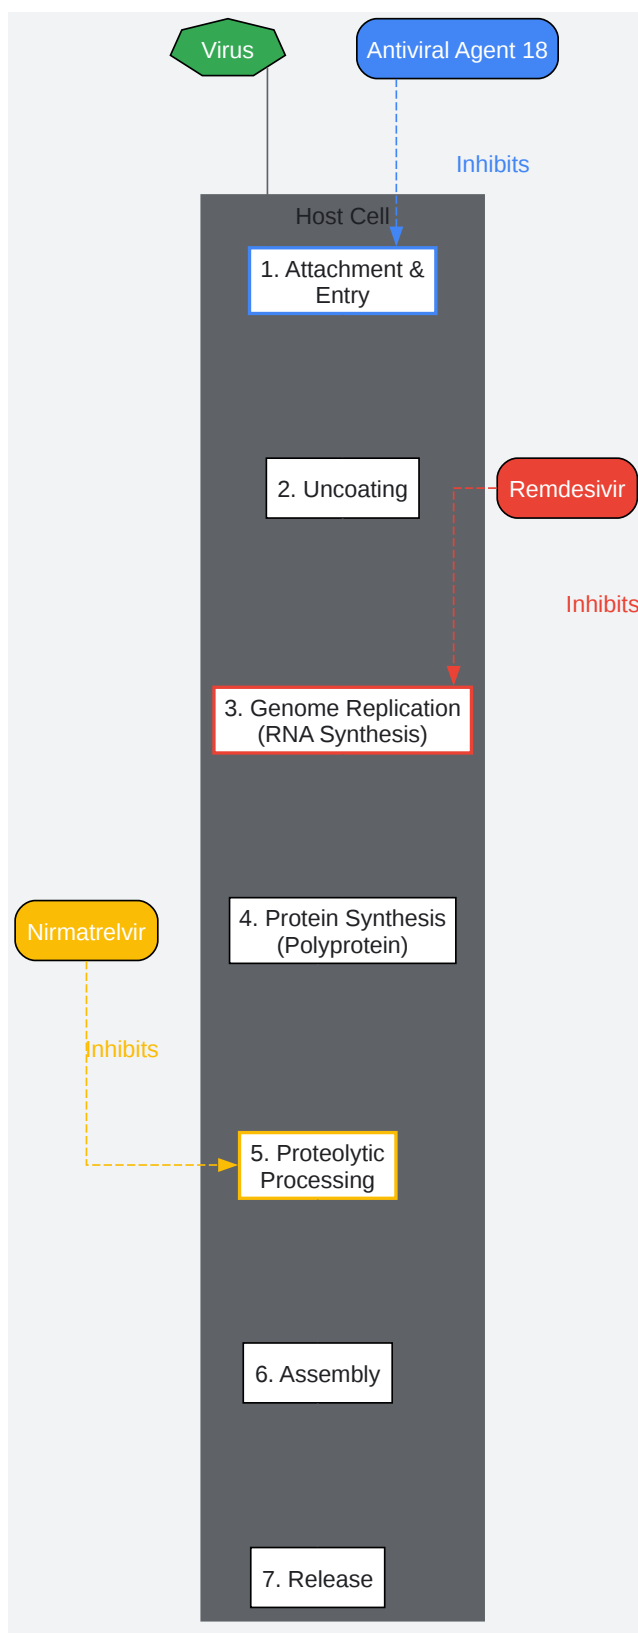 Virus
Antiviral Agent 18
Inhibits
Host Cell
1. Attachment &
Entry
2. Uncoating
Remdesivir
Inhibits
3. Genome Replication
(RNA Synthesis)
Nirmatrelvir
4. Protein Synthesis
(Polyprotein)
Inhibits
5. Proteolytic
Processing
6. Assembly
7. Release